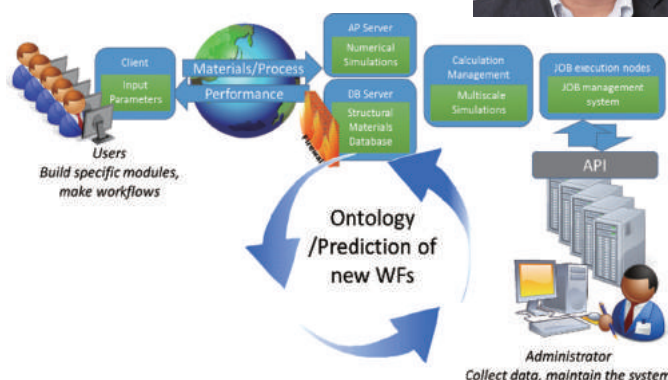 Client
Input
Parameters
Materials/Process
Performance
AP Server
Numerical
Simulations
DB Server
Structural
Materials
Database
Firewall
Calculation
Management
Multiscale
Simulations
JOB execution nodes
JOB management
system
API
Users
Build specific modules,
make workflows
Ontology
/Prediction of
new WFs
Administrator
Collect data, maintain the system